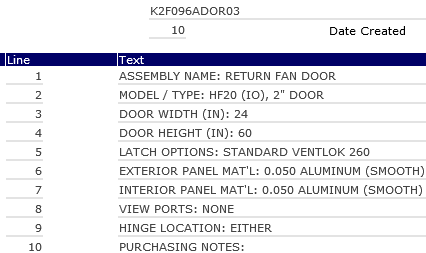 K2F096ADOR03
10 Date Created
Line Text
1 ASSEMBLY NAME: RETURN FAN DOOR
2 MODEL / TYPE: HF20 (IO), 2" DOOR
3 DOOR WIDTH (IN): 24
4 DOOR HEIGHT (IN): 60
5 LATCH OPTIONS: STANDARD VENTLOK 260
6 EXTERIOR PANEL MAT'L: 0.050 ALUMINUM (SMOOTH)
7 INTERIOR PANEL MAT'L: 0.050 ALUMINUM (SMOOTH)
8 VIEW PORTS: NONE
9 HINGE LOCATION: EITHER
10 PURCHASING NOTES: